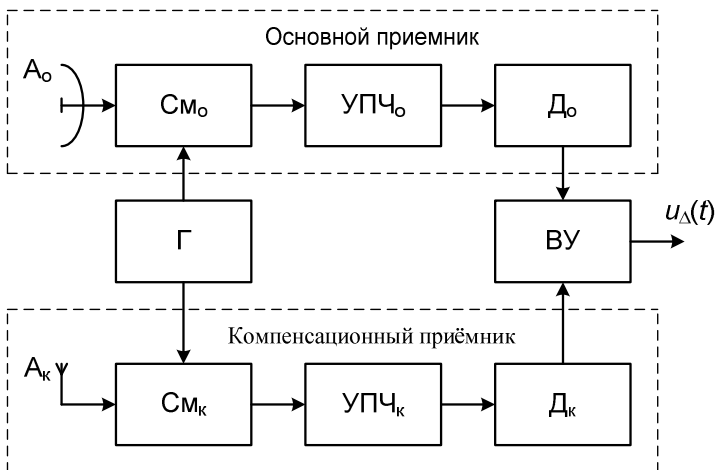 Основной приемник
Aо
Смо
УПЧо
До
Г
ВУ
uΔ(t)
Компенсационный приёмник
Aк
Смк
УПЧк
Дк